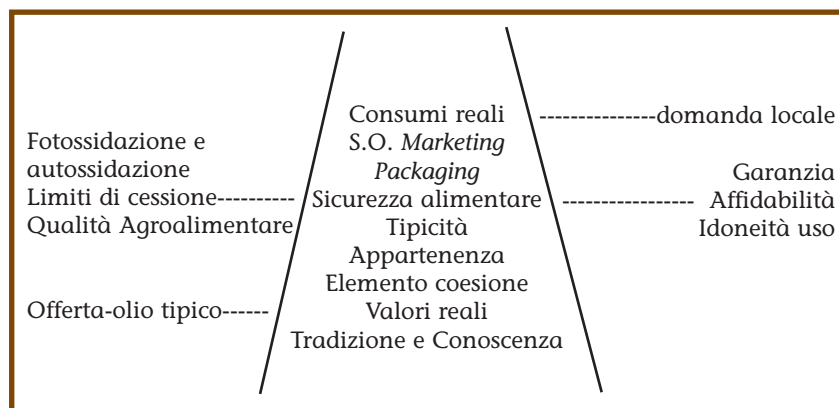 Fotossidazione e
autossidazione
Limiti di cessione----------
Qualità Agroalimentare
Offerta-olio tipico------
Consumi reali
S.O. Marketing
Packaging
Sicurezza alimentare
Tipicità
Appartenenza
Elemento coesione
Valori reali
Tradizione e Conoscenza
---------------domanda locale
Garanzia
----------------- Affidabilità
Idoneità uso